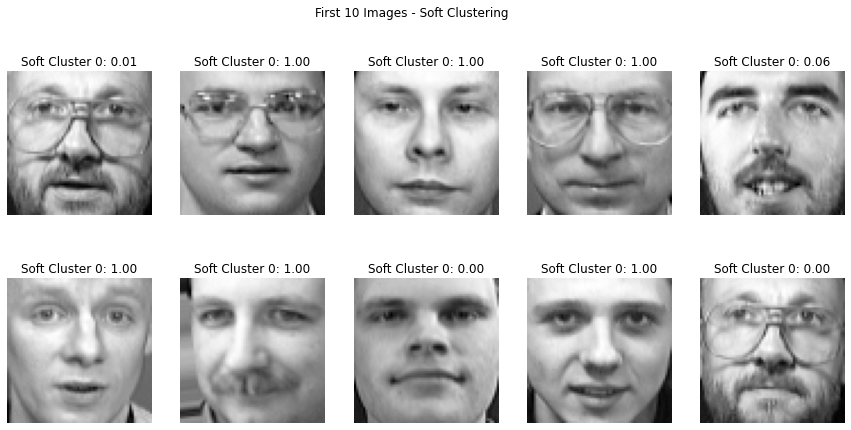 First 10 Images - Soft Clustering
Soft Cluster 0: 0.01
Soft Cluster 0: 1.00
Soft Cluster 0: 1.00
Soft Cluster 0: 1.00
Soft Cluster 0: 0.06
Soft Cluster 0: 1.00
Soft Cluster 0: 1.00
Soft Cluster 0: 0.00
Soft Cluster 0: 1.00
Soft Cluster 0: 0.00